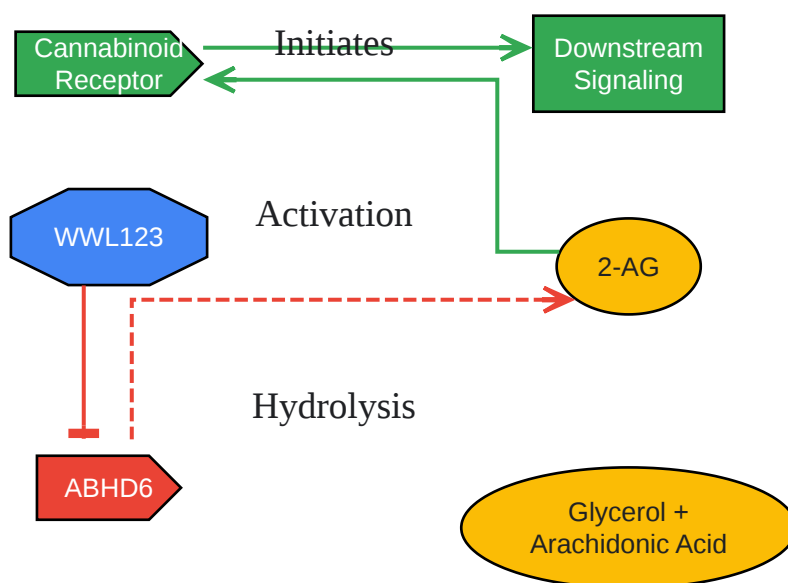 Cannabinoid
Receptor
Initiates
Downstream
Signaling
WWL123
Activation
2-AG
Hydrolysis
ABHD6
Glycerol +
Arachidonic Acid